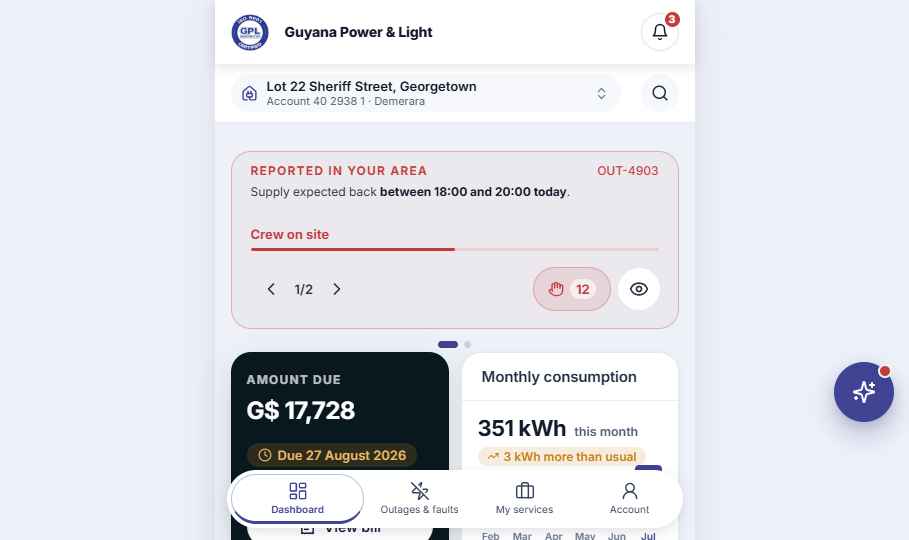 GPL
CERTIFIED
Guyana Power & Light
3
Lot 22 Sheriff Street, Georgetown
Account 40 2938 1 · Demerara
REPORTED IN YOUR AREA
OUT-4903
Supply expected back between 18:00 and 20:00 today.
Crew on site
1/2
12
AMOUNT DUE
G$ 17,728
Due 27 August 2026
View bill
Monthly consumption
351 kWh this month
3 kWh more than usual
Feb Mar Apr May Jun Jul
Dashboard
Outages & faults
My services
Account